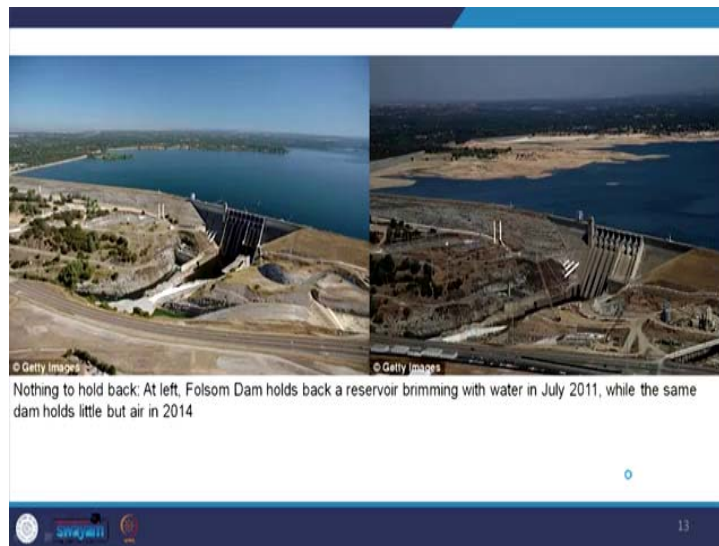 © Getty Images
© Getty Images
Nothing to hold back: At left, Folsom Dam holds back a reservoir brimming with water in July 2011, while the same
dam holds little but air in 2014
swayam
13